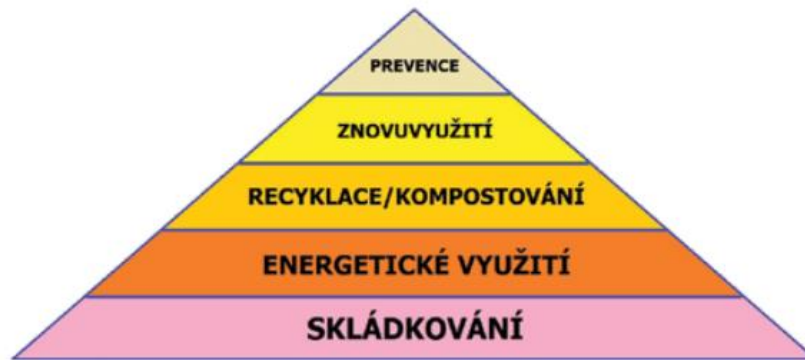 PREVENCE
ZNOVUVYUŽITÍ
RECYKLACE/KOMPOSTOVÁNÍ
ENERGETICKÉ VYUŽITÍ
SKLÁDKOVÁNÍ